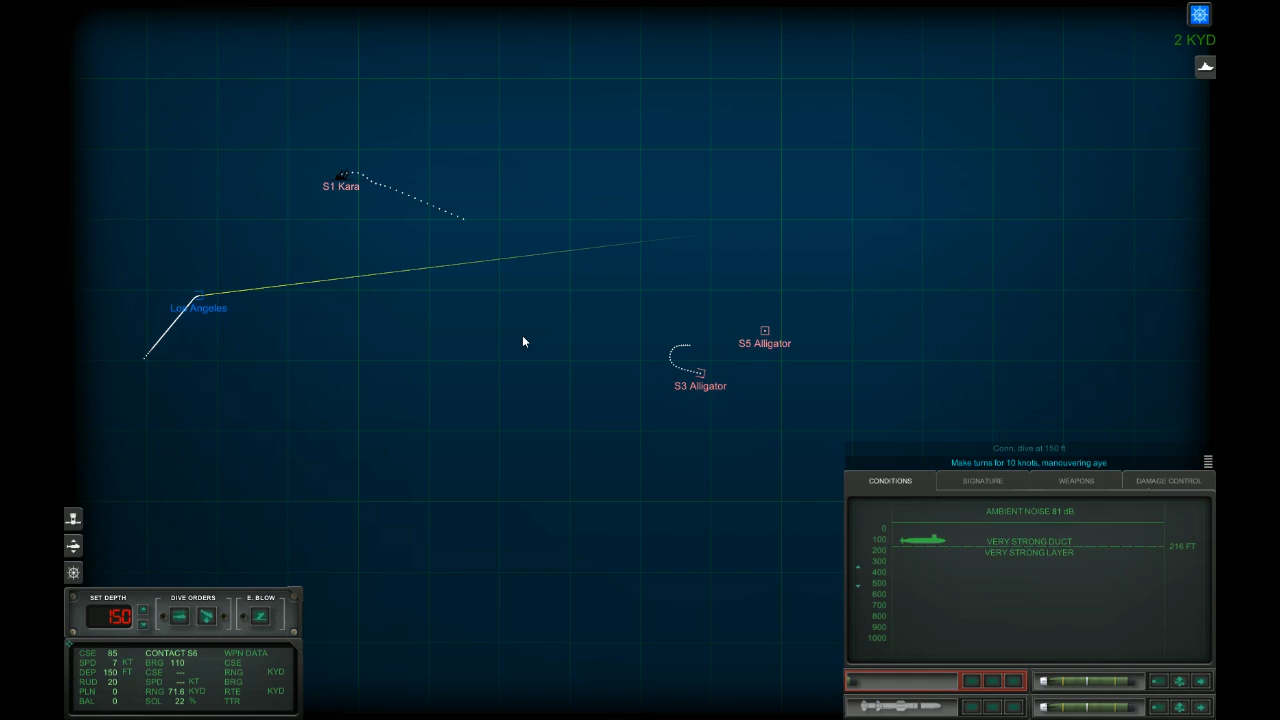 2 KYD
S1 Kara
Los Angeles
S5 Alligator
S3 Alligator
Conn, dive at 150 ft
Make turns for 10 knots, manouvering aye
CONDITIONS SIGNATURE WEAPONS DAMAGE CONTROL
AMBIENT NOISE 81 dB
0
100
200
300
400
500
600
700
800
900
1000
VERY STRONG DUCT
VERY STRONG LAYER
216 FT
SET DEPTH DIVE ORDERS E. BLOW
150
CSE 85 CONTACT S6 WPN DATA
SPD 7 KT BRG 110 CSE
DEP 150 FT CSE --- RNG KYD
RUD 20 SPD --- KT BRG
PLN 0 RNG 71.6 KYD RTE KYD
BAL 0 SOL 22 % TTR